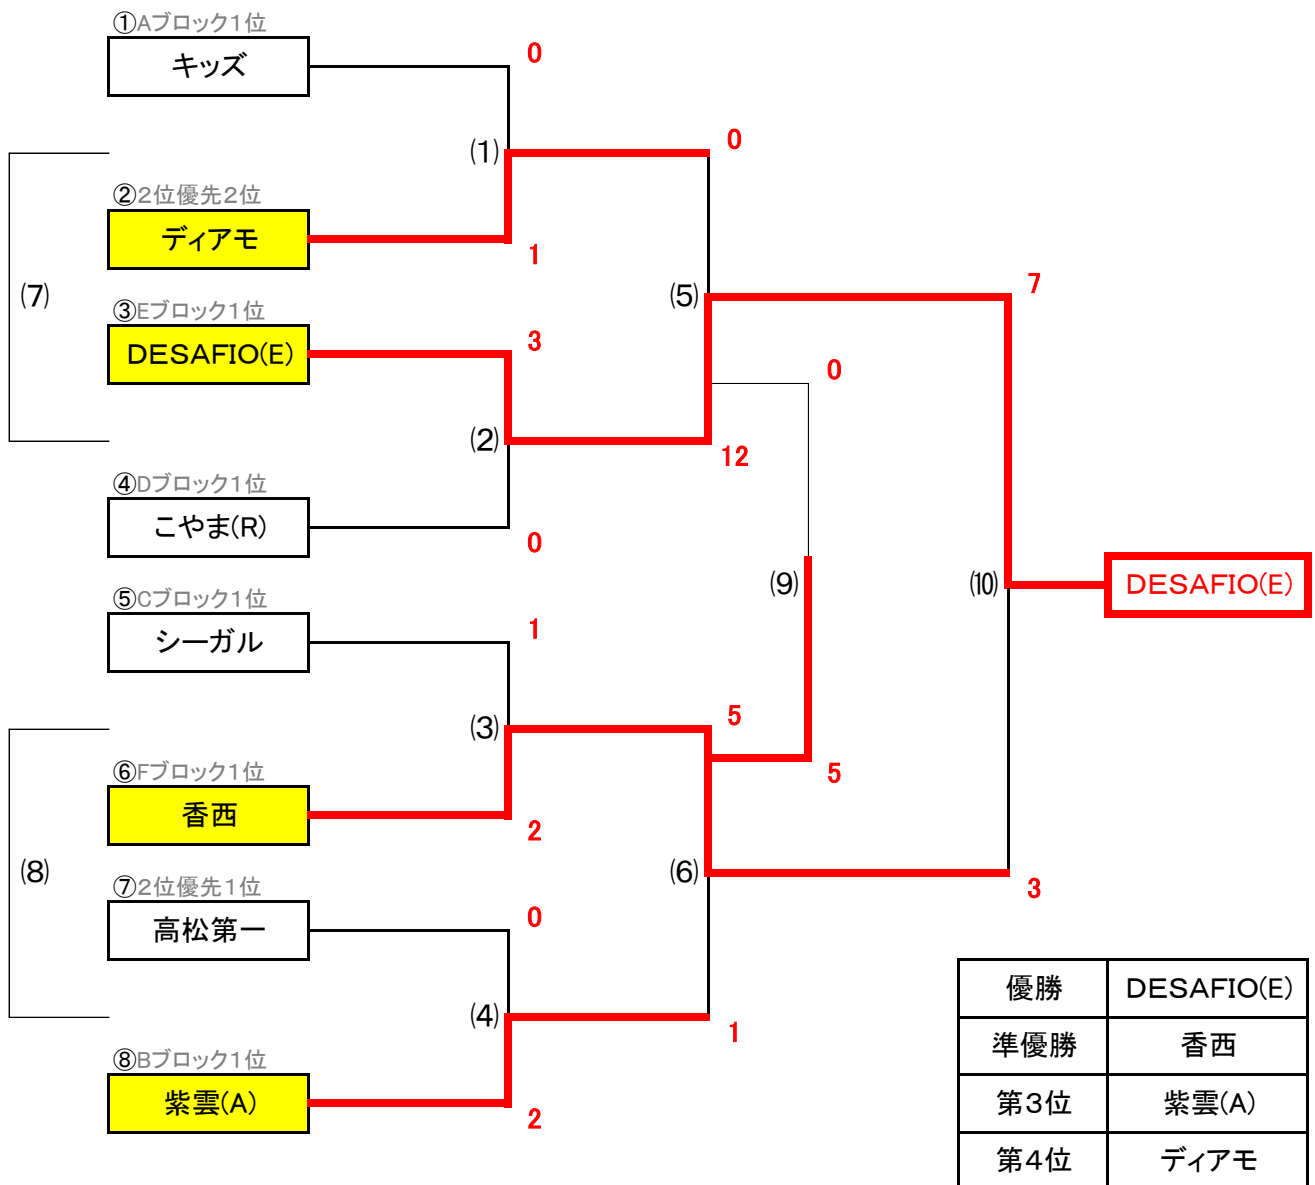 ①Aブロック1位
キッズ
0
(1)
0
②2位優先2位
ディアモ
1
(7)
(5)
7
③Eブロック1位
DESAFIO(E)
3
0
(2)
12
④Dブロック1位
こやま(R)
0
(9)
(10)
DESAFIO(E)
⑤Cブロック1位
シーガル
1
(3)
5
⑥Fブロック1位
香西
2
5
(8)
(6)
3
⑦2位優先1位
高松第一
0
(4)
1
⑧Bブロック1位
紫雲(A)
2
優勝 DESAFIO(E)
準優勝 香西
第3位 紫雲(A)
第4位 ディアモ